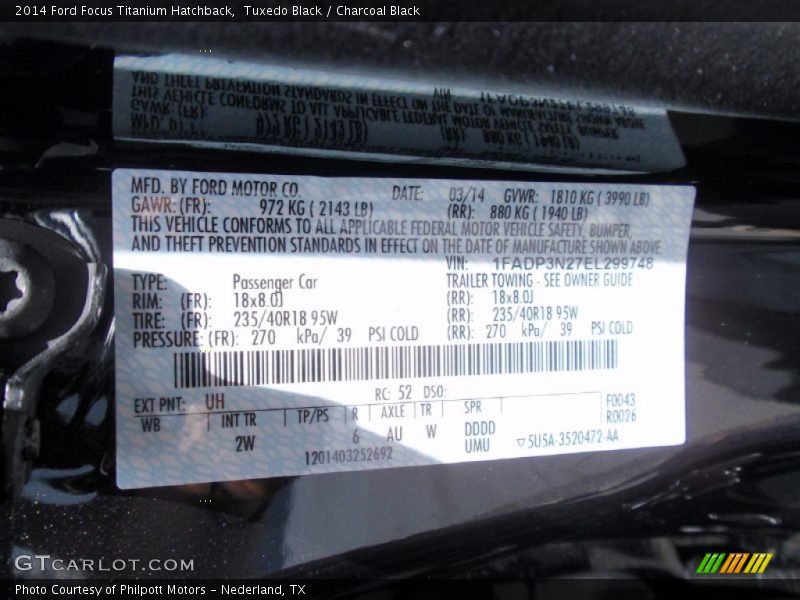 2014 Ford Focus Titanium Hatchback, Tuxedo Black / Charcoal Black
MFD. BY FORD MOTOR CO. DATE: 03/14 GVWR: 1810 KG ( 3990 LB)
GAWR: (FR): 972 KG ( 2143 LB) (RR): 880 KG ( 1940 LB)
THIS VEHICLE CONFORMS TO ALL APPLICABLE FEDERAL MOTOR VEHICLE SAFETY, BUMPER,
AND THEFT PREVENTION STANDARDS IN EFFECT ON THE DATE OF MANUFACTURE SHOWN ABOVE.
VIN: 1FADP3N27EL299748
TYPE: Passenger Car TRAILER TOWING - SEE OWNER GUIDE
RIM: (FR): 18x8.0J (RR): 18x8.0J
TIRE: (FR): 235/40R18 95W (RR): 235/40R18 95W
PRESSURE: (FR): 270 kPa/ 39 PSI COLD (RR): 270 kPa/ 39 PSI COLD
EXT PNT: UH RC: 52 DSO: F0043
WB INT TR TP/PS R AXLE TR SPR R0026
2W 6 AU W DDDD
UMU
1201403252692 ▽5U5A-3520472-AA
GTCARLOT.COM
Photo Courtesy of Philpott Motors - Nederland, TX